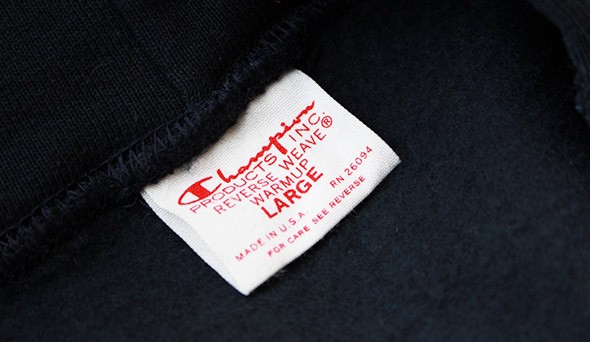 Champion
PRODUCTS INC.
REVERSE WEAVE®
WARMUP
LARGE
MADE IN U.S.A. RN 26094
FOR CARE SEE REVERSE